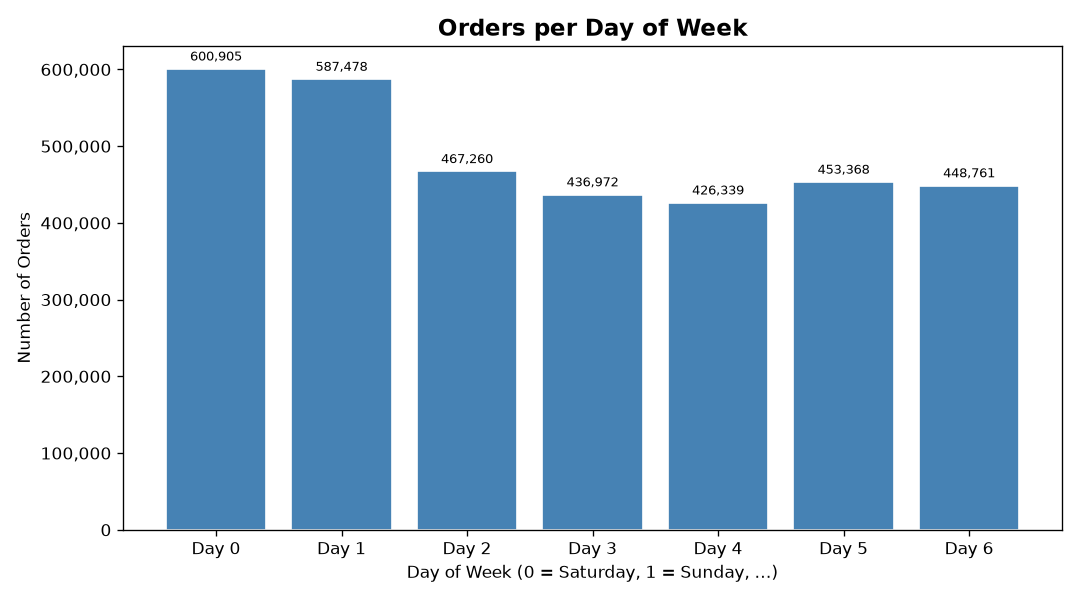 Orders per Day of Week
600,905
587,478
467,260
436,972
426,339
453,368
448,761
600,000
500,000
400,000
300,000
200,000
100,000
0
Number of Orders
Day 0
Day 1
Day 2
Day 3
Day 4
Day 5
Day 6
Day of Week (0 = Saturday, 1 = Sunday, ...)